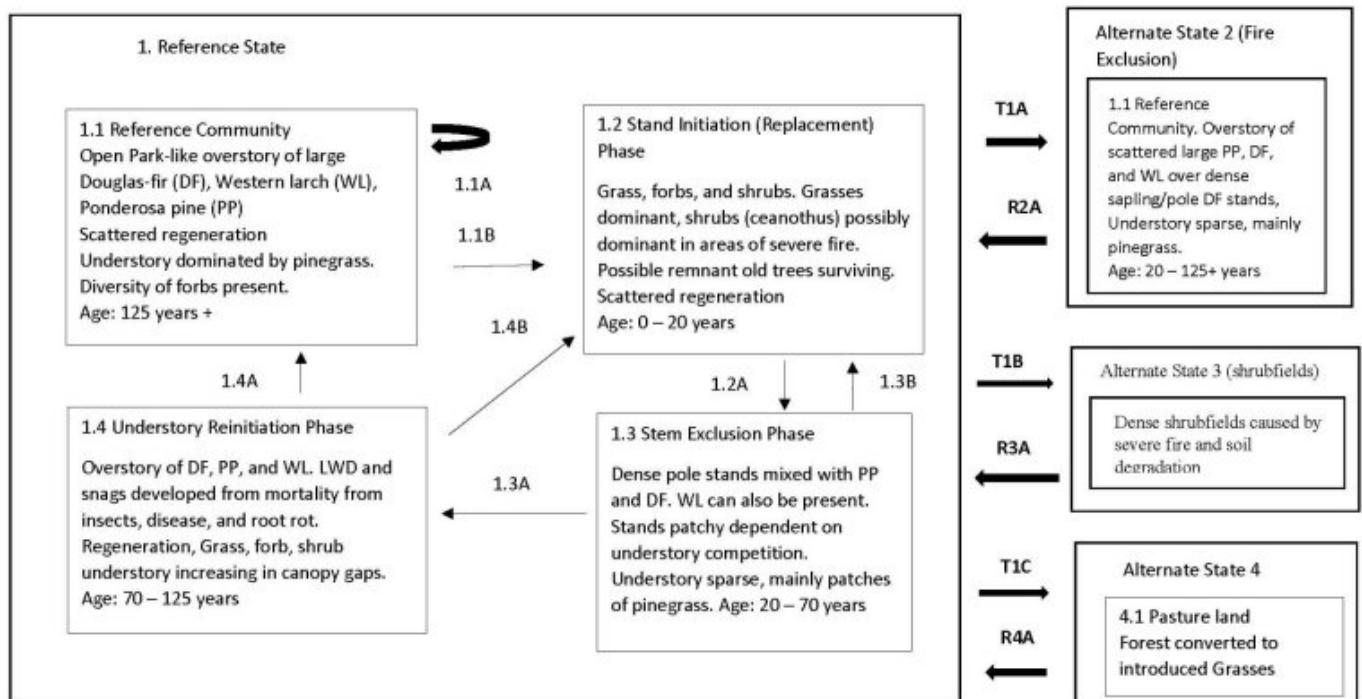 1. Reference State
1.1 Reference Community
Open Park-like overstory of large
Douglas-fir (DF), Western larch (WL),
Ponderosa pine (PP)
Scattered regeneration
Understory dominated by pinegrass.
Diversity of forbs present.
Age: 125 years +
1.1A
1.1B
1.2 Stand Initiation (Replacement)
Phase
Grass, forbs, and shrubs. Grasses
dominant, shrubs (ceanothus) possibly
dominant in areas of severe fire.
Possible remnant old trees surviving.
Scattered regeneration
Age: 0 – 20 years
1.4B
1.4A
1.2A
1.3B
1.4 Understory Reinitiation Phase
Overstory of DF, PP, and WL. LWD and
snags developed from mortality from
insects, disease, and root rot.
Regeneration, Grass, forb, shrub
understory increasing in canopy gaps.
Age: 70 – 125 years
1.3A
1.3 Stem Exclusion Phase
Dense pole stands mixed with PP
and DF. WL can also be present.
Stands patchy dependent on
understory competition.
Understory sparse, mainly patches
of pinegrass. Age: 20 – 70 years
T1A
R2A
Alternate State 2 (Fire
Exclusion)
1.1 Reference
Community. Overstory of
scattered large PP, DF,
and WL over dense
sapling/pole DF stands,
Understory sparse, mainly
pinegrass.
Age: 20 – 125+ years
T1B
R3A
Alternate State 3 (shrubfields)
Dense shrubfields caused by
severe fire and soil
degradation
T1C
R4A
Alternate State 4
4.1 Pasture land
Forest converted to
introduced Grasses